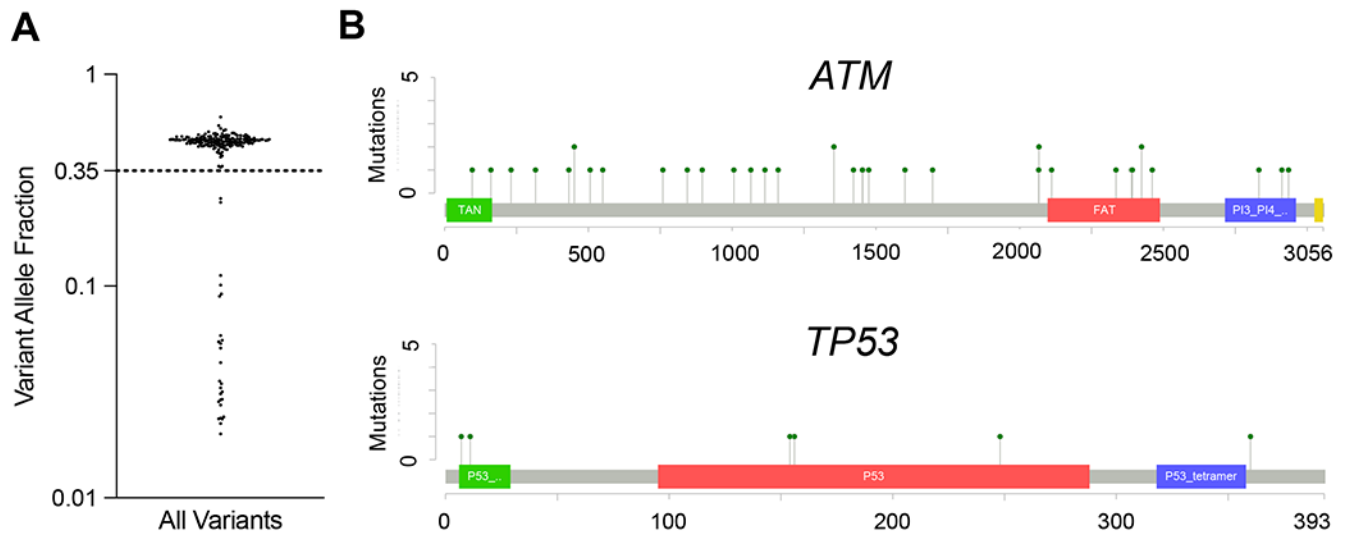 A
B
1
0.35
0.1
0.01
Variant Allele Fraction
All Variants
ATM
Mutations
5
0
TAN
FAT
PI3_PI4_..
0 500 1000 1500 2000 2500 3056
TP53
Mutations
5
0
P53_..
P53
P53_tetramer
0 100 200 300 393